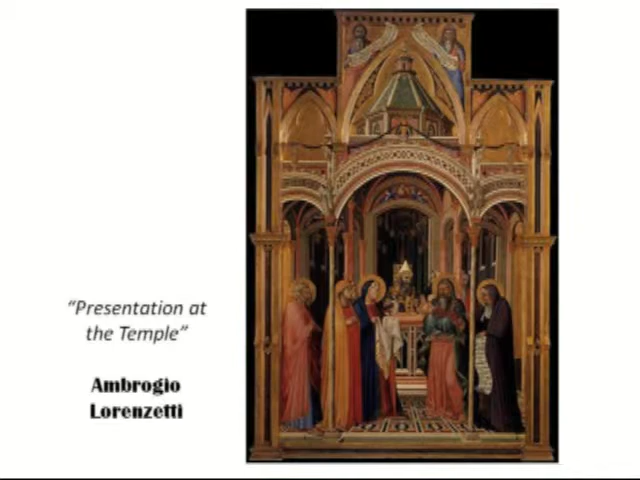 “Presentation at
the Temple”
Ambrogio
Lorenzetti